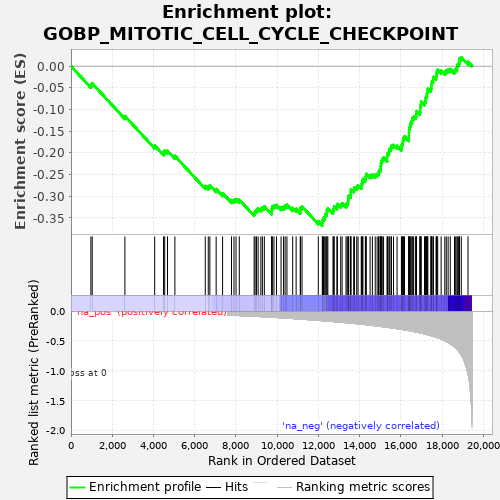 Enrichment plot:
GOBP_MITOTIC_CELL_CYCLE_CHECKPOINT
Enrichment score (ES)
0.00
-0.05
-0.10
-0.15
-0.20
-0.25
-0.30
-0.35
Ranked list metric (PreRanked)
'na_pos' (positively correlated)
0.0
-0.5
-1.0
-1.5
-2.0
oss at 0
'na_neg' (negatively correlated)
0
2,000
4,000
6,000
8,000
10,000
12,000
14,000
16,000
18,000
20,000
Rank in Ordered Dataset
Enrichment profile
Hits
Ranking metric scores